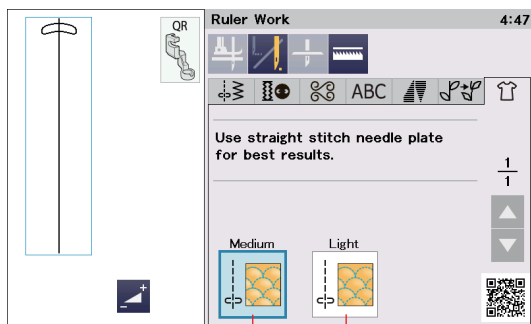 QR
Ruler Work 4:47
ABC
Use straight stitch needle plate
for best results.
1
1
Medium Light